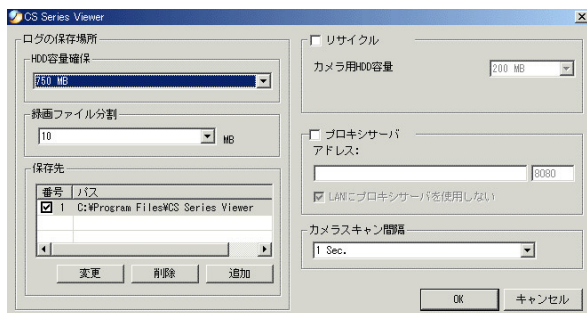 CS Series Viewer
ログの保存場所
HDD容量確保
750 MB
録画ファイル分割
10 MB
保存先
番号 パス
1 C:¥Program Files¥CS Series Viewer
変更 削除 追加
リサイクル
カメラ用HDD容量 200 MB
プロキシサーバ
アドレス:
8080
LANにプロキシサーバを使用しない
カメラスキャン間隔
1 Sec.
OK キャンセル